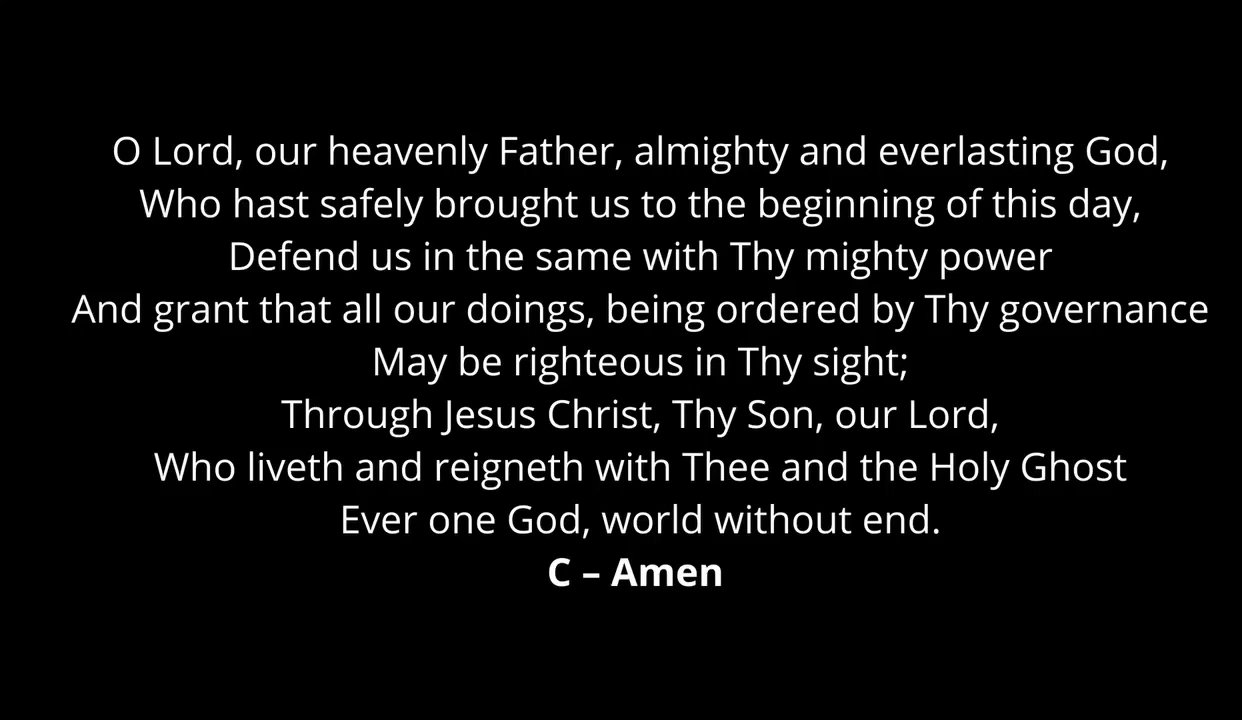 O Lord, our heavenly Father, almighty and everlasting God,
Who hast safely brought us to the beginning of this day,
Defend us in the same with Thy mighty power
And grant that all our doings, being ordered by Thy governance
May be righteous in Thy sight;
Through Jesus Christ, Thy Son, our Lord,
Who liveth and reigneth with Thee and the Holy Ghost
Ever one God, world without end.
C – Amen